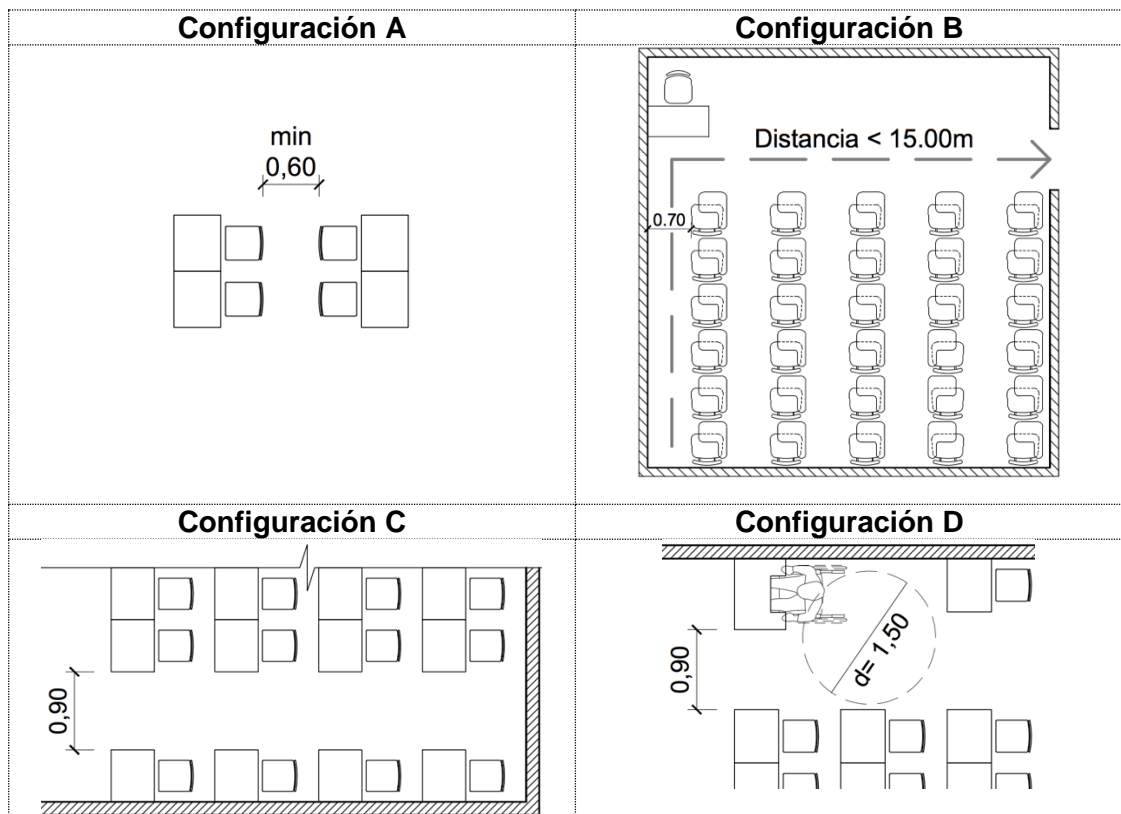 Configuración A
Configuración B
min
0,60
Distancia < 15.00m
0.70
Configuración C
Configuración D
0,90
0,90
d= 1,50